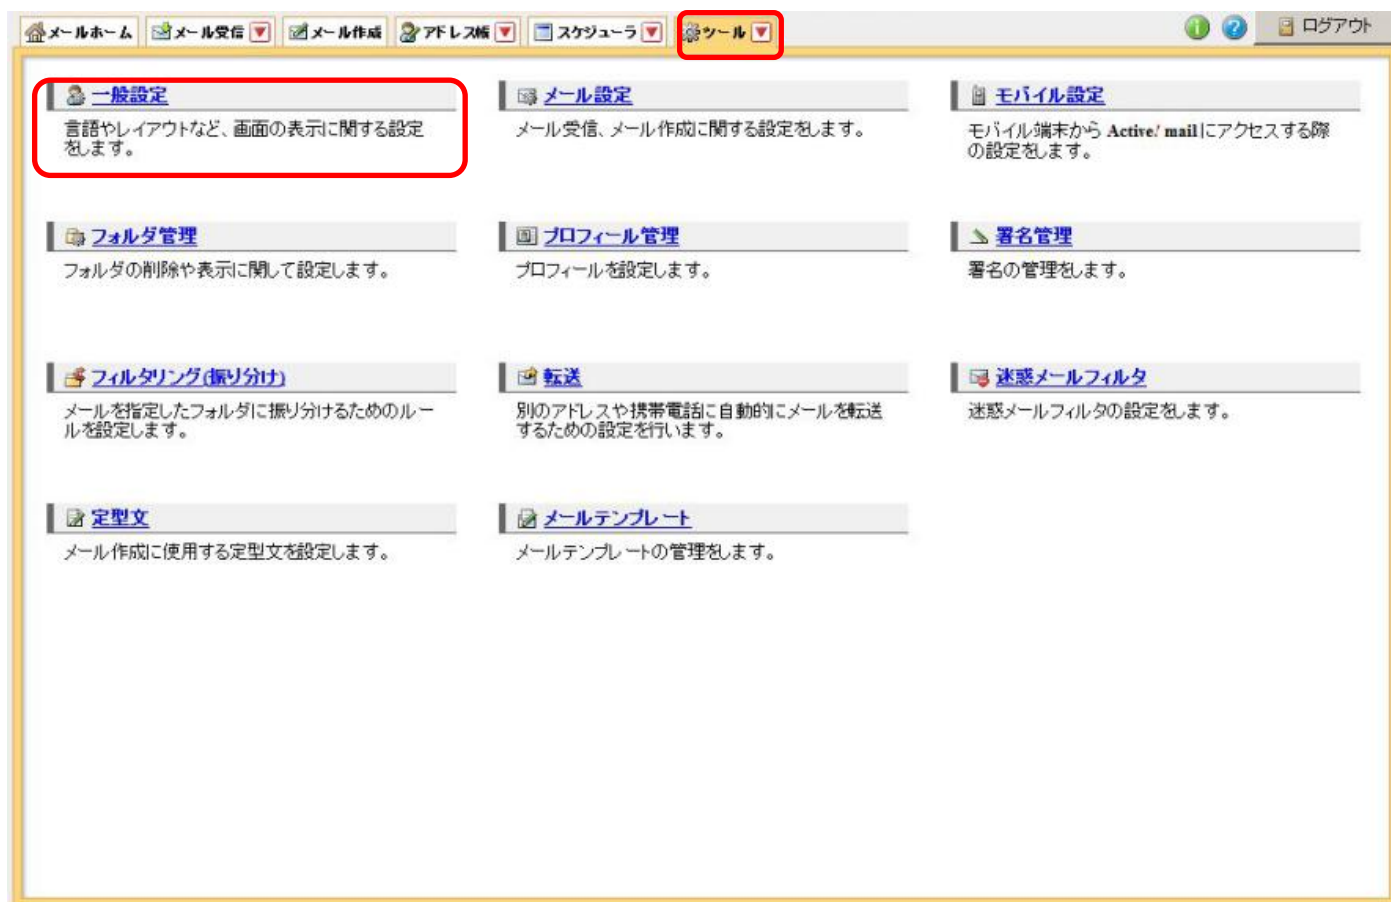 メールホーム メール受信 メール作成 アドレス帳 スケジューラ ツール ログアウト
一般設定
言語やレイアウトなど、画面の表示に関する設定
をします。
メール設定
メール受信、メール作成に関する設定をします。
モバイル設定
モバイル端末から Active! mailにアクセスする際
の設定をします。
フォルダ管理
フォルダの削除や表示に関して設定します。
プロフィール管理
プロフィールを設定します。
署名管理
署名の管理をします。
フィルタリング(振り分け)
メールを指定したフォルダに振り分けるためのルー
ルを設定します。
転送
別のアドレスや携帯電話に自動的にメールを転送
するための設定を行います。
迷惑メールフィルタ
迷惑メールフィルタの設定をします。
定型文
メール作成に使用する定型文を設定します。
メールテンプレート
メールテンプレートの管理をします。